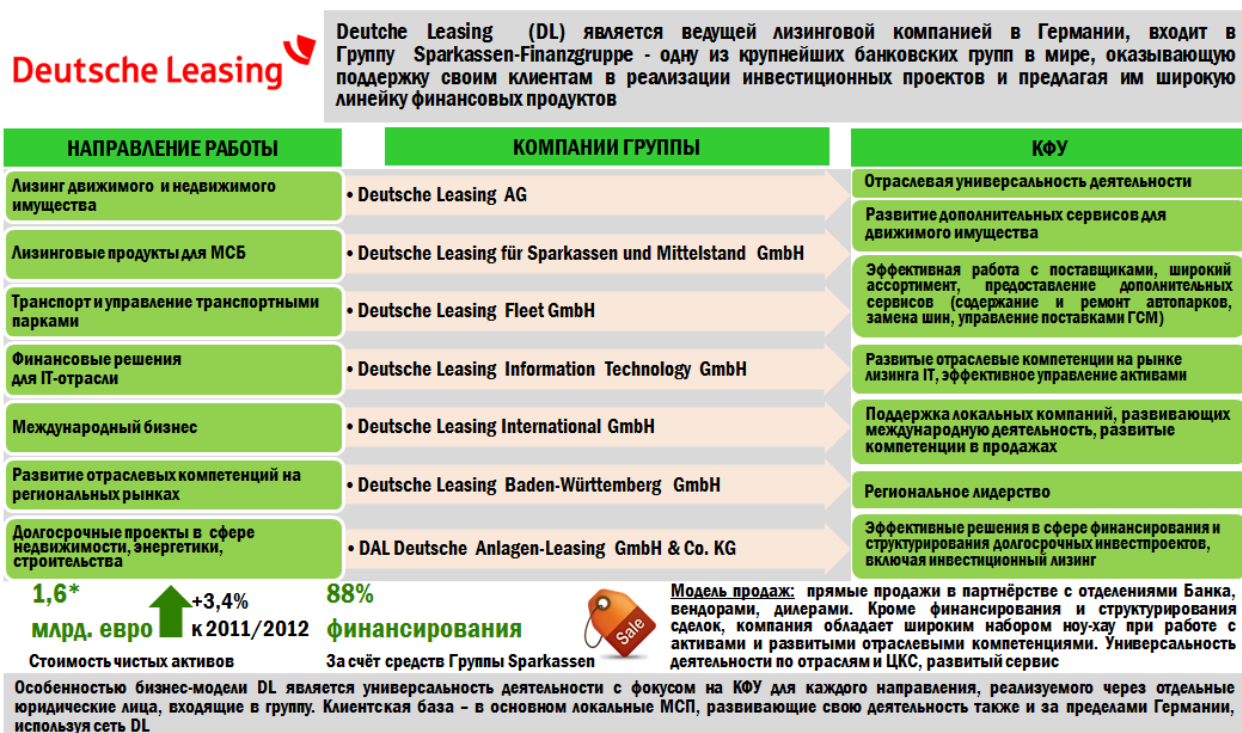 Deutsche Leasing
Deutche Leasing (DL) является ведущей лизинговой компанией в Германии, входит в
Группу Sparkassen-Finanzgruppe - одну из крупнейших банковских групп в мире, оказывающую
поддержку своим клиентам в реализации инвестиционных проектов и предлагая им широкую
линейку финансовых продуктов
НАПРАВЛЕНИЕ РАБОТЫ
КОМПАНИИ ГРУППЫ
КФУ
Лизинг движимого и недвижимого
имущества
• Deutsche Leasing AG
Отраслевая универсальность деятельности
Развитие дополнительных сервисов для
движимого имущества
Лизинговые продукты для МСБ
• Deutsche Leasing für Sparkassen und Mittelstand GmbH
Эффективная работа с поставщиками, широкий
ассортимент, предоставление дополнительных
сервисов (содержание и ремонт автопарков,
замена шин, управление поставками ГСМ)
Транспорт и управление транспортными
парками
• Deutsche Leasing Fleet GmbH
Финансовые решения
для IT-отрасли
• Deutsche Leasing Information Technology GmbH
Развитые отраслевые компетенции на рынке
лизинга IT, эффективное управление активами
Международный бизнес
• Deutsche Leasing International GmbH
Поддержка локальных компаний, развивающих
международную деятельность, развитые
компетенции в продажах
Развитие отраслевых компетенций на
региональных рынках
• Deutsche Leasing Baden-Württemberg GmbH
Региональное лидерство
Долгосрочные проекты в сфере
недвижимости, энергетики,
строительства
• DAL Deutsche Anlagen-Leasing GmbH & Co. KG
Эффективные решения в сфере финансирования и
структурирования долгосрочных инвестпроектов,
включая инвестиционный лизинг
1,6*
млрд. евро
+3,4%
к 2011/2012
Стоимость чистых активов
88%
финансирования
За счёт средств Группы Sparkassen
Sale
Модель продаж: прямые продажи в партнёрстве с отделениями Банка,
вендорами, дилерами. Кроме финансирования и структурирования
сделок, компания обладает широким набором ноу-хау при работе с
активами и развитыми отраслевыми компетенциями. Универсальность
деятельности по отраслям и ЦКС, развитый сервис
Особенностью бизнес-модели DL является универсальность деятельности с фокусом на КФУ для каждого направления, реализуемого через отдельные
юридические лица, входящие в группу. Клиентская база – в основном локальные МСП, развивающие свою деятельность также и за пределами Германии,
используя сеть DL